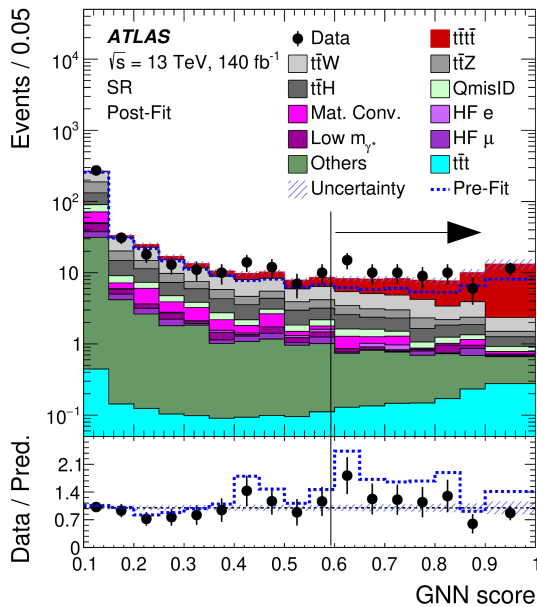 ATLAS
√s = 13 TeV, 140 fb⁻¹
SR
Post-Fit
Data
tt̄tt̄
tt̄W
tt̄Z
tt̄H
QmisID
Mat. Conv.
HF e
Low m_γ*
HF μ
Others
tt̄t
Uncertainty
Pre-Fit
Events / 0.05
10⁴
10³
10²
10
1
10⁻¹
Data / Pred.
2.1
1.4
0.7
0
0.1 0.2 0.3 0.4 0.5 0.6 0.7 0.8 0.9 1
GNN score